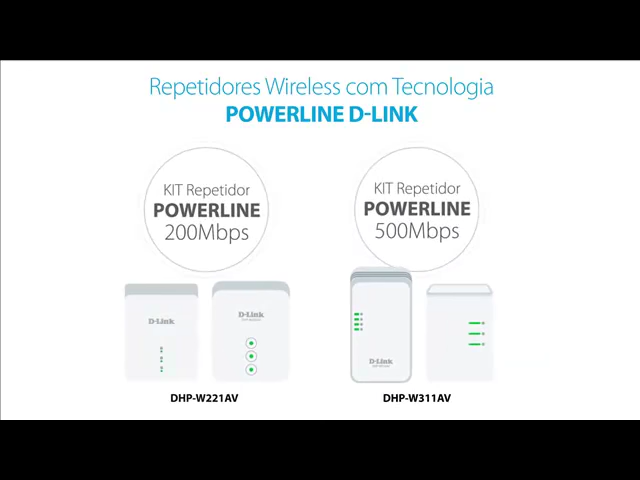 Repetidores Wireless com Tecnologia
POWERLINE D-LINK
KIT Repetidor
POWERLINE
200Mbps
KIT Repetidor
POWERLINE
500Mbps
D-Link
D-Link
D-Link
DHP-W221AV
DHP-W311AV